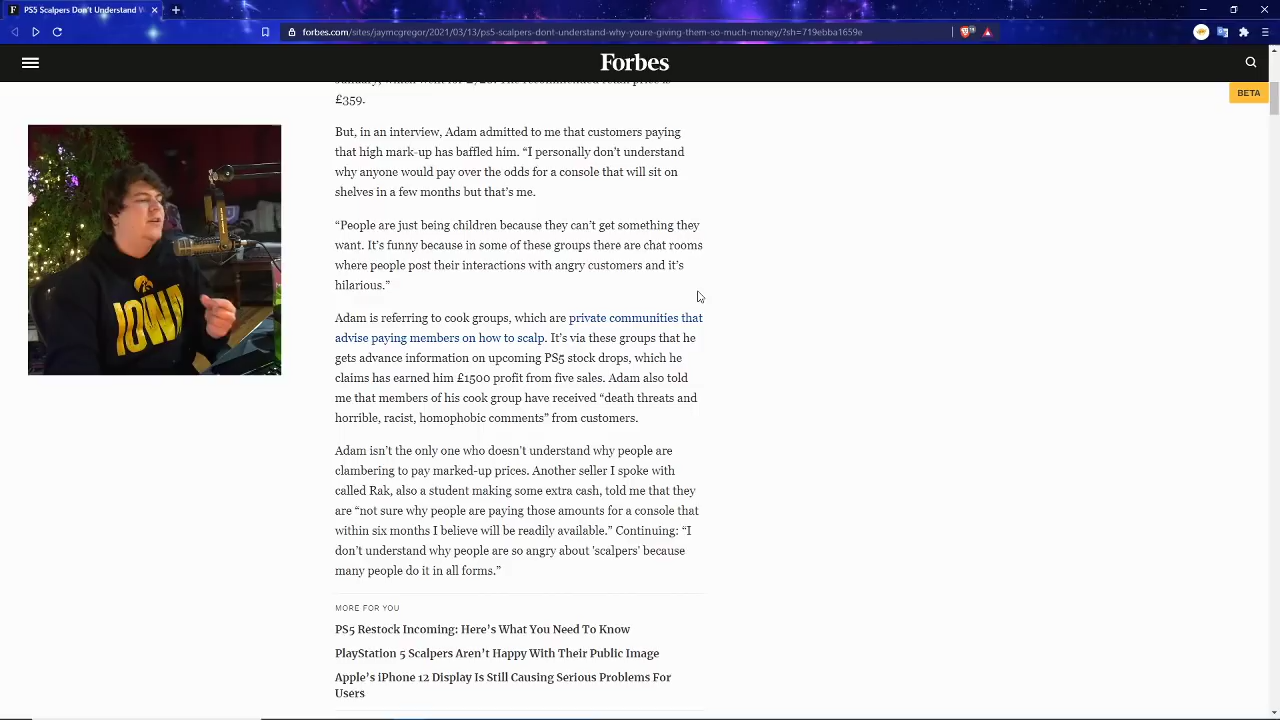 PS5 Scalpers Don't Understand W
forbes.com/sites/jaymcgregor/2021/03/13/ps5-scalpers-dont-understand-why-youre-giving-them-so-much-money/?sh=719ebba1659e
Forbes
BETA
£359.
But, in an interview, Adam admitted to me that customers paying
that high mark-up has baffled him. “I personally don’t understand
why anyone would pay over the odds for a console that will sit on
shelves in a few months but that’s me.
“People are just being children because they can’t get something they
want. It’s funny because in some of these groups there are chat rooms
where people post their interactions with angry customers and it’s
hilarious.”
Adam is referring to cook groups, which are private communities that
advise paying members on how to scalp. It’s via these groups that he
gets advance information on upcoming PS5 stock drops, which he
claims has earned him £1500 profit from five sales. Adam also told
me that members of his cook group have received “death threats and
horrible, racist, homophobic comments” from customers.
Adam isn’t the only one who doesn't understand why people are
clambering to pay marked-up prices. Another seller I spoke with
called Rak, also a student making some extra cash, told me that they
are “not sure why people are paying those amounts for a console that
within six months I believe will be readily available.” Continuing: “I
don’t understand why people are so angry about 'scalpers' because
many people do it in all forms.”
MORE FOR YOU
PS5 Restock Incoming: Here’s What You Need To Know
PlayStation 5 Scalpers Aren’t Happy With Their Public Image
Apple’s iPhone 12 Display Is Still Causing Serious Problems For
Users
IOWA